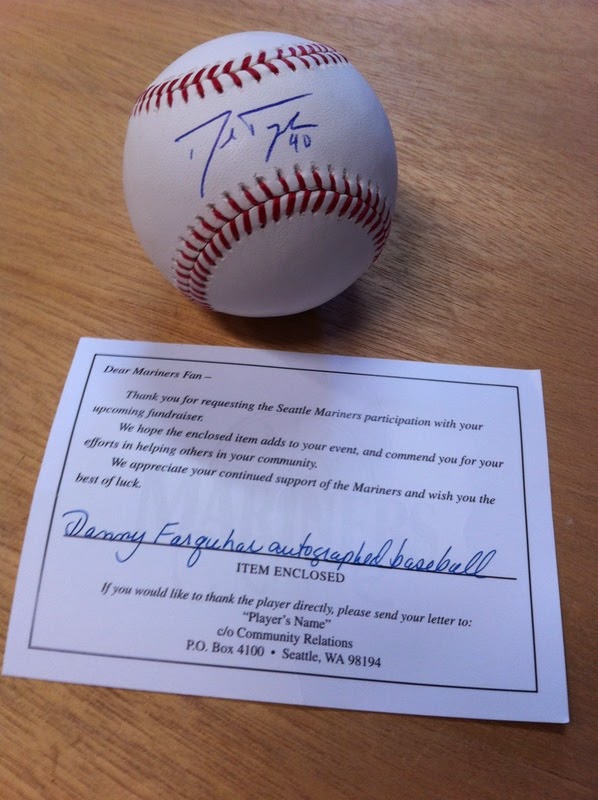 40
Dear Mariners Fan –
Thank you for requesting the Seattle Mariners participation with your
upcoming fundraiser.
We hope the enclosed item adds to your event, and commend you for your
efforts in helping others in your community.
We appreciate your continued support of the Mariners and wish you the
best of luck.
MARINERS
Danny Farquhar autographed baseball
ITEM ENCLOSED
If you would like to thank the player directly, please send your letter to:
"Player's Name"
c/o Community Relations
P.O. Box 4100 • Seattle, WA 98194